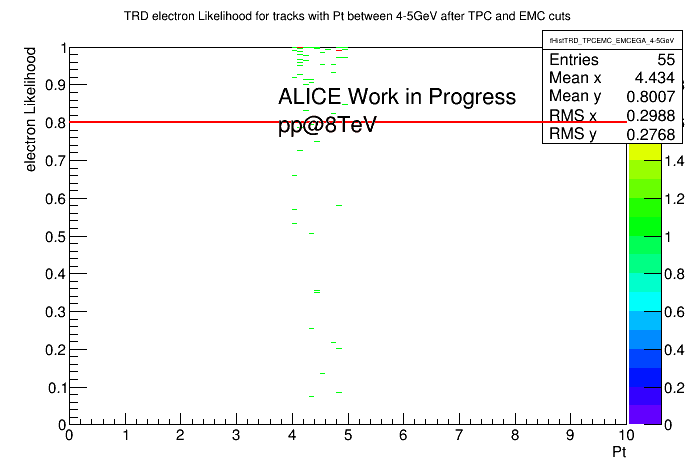 TRD electron Likelihood for tracks with Pt between 4-5GeV after TPC and EMC cuts
fHistTRD_TPCEMC_EMCEGA_4-5GeV
Entries 55
Mean x 4.434
Mean y 0.8007
RMS x 0.2988
RMS y 0.2768
electron Likelihood
1
0.9
0.8
0.7
0.6
0.5
0.4
0.3
0.2
0.1
0
ALICE Work in Progress
pp@8TeV
1.4
1.2
1
0.8
0.6
0.4
0.2
0
0 1 2 3 4 5 6 7 8 9 10
Pt